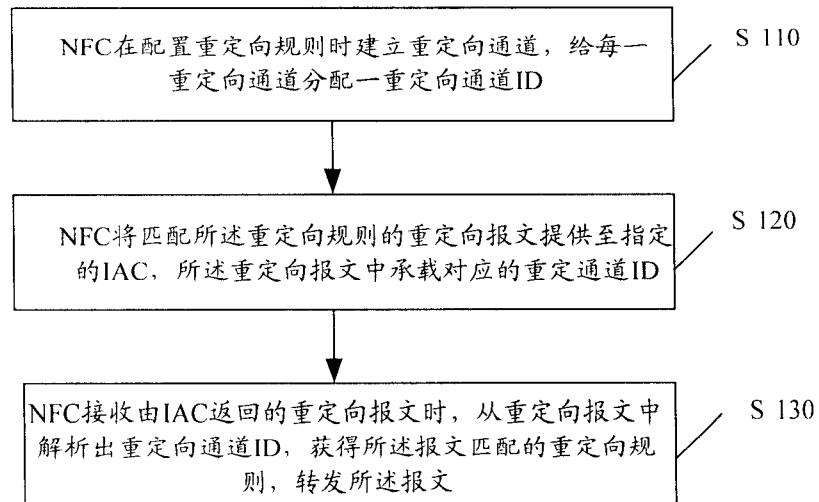 NFC在配置重定向规则时建立重定向通道，给每一
重定向通道分配一重定向通道ID
S 110
NFC将匹配所述重定向规则的重定向报文提供至指定
的IAC，所述重定向报文中承载对应的重定通道ID
S 120
NFC接收由IAC返回的重定向报文时，从重定向报文中
解析出重定向通道ID，获得所述报文匹配的重定向规
则，转发所述报文
S 130